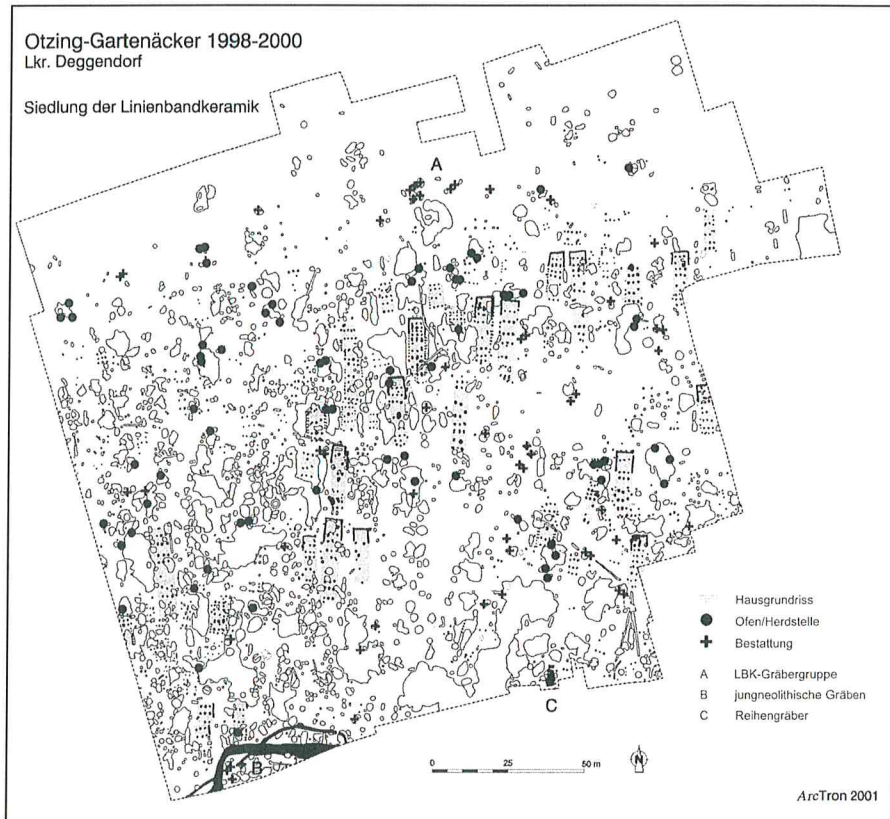 Otzing-Gartenäcker 1998-2000
Lkr. Deggendorf
Siedlung der Linienbandkeramik
A
Hausgrundriss
Ofen/Herdstelle
Bestattung
A LBK-Gräbergruppe
B jungneolithische Gräben
C Reihengräber
C
B
0 25 50 m
N
ArcTron 2001